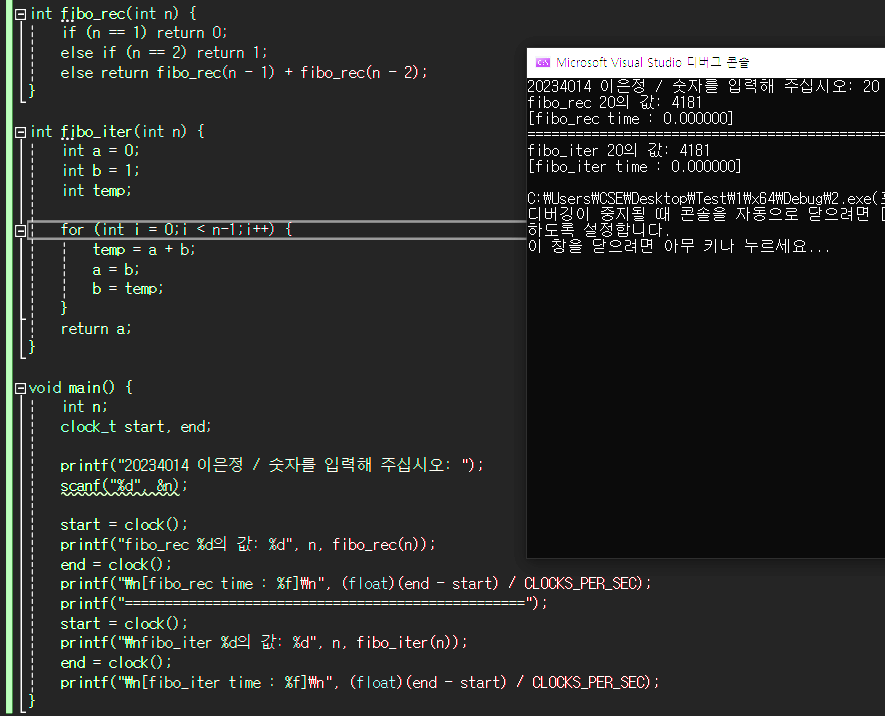 int fibo_rec(int n) {
    if (n == 1) return 0;
    else if (n == 2) return 1;
    else return fibo_rec(n - 1) + fibo_rec(n - 2);
}

int fibo_iter(int n) {
    int a = 0;
    int b = 1;
    int temp;

    for (int i = 0;i < n-1;i++) {
        temp = a + b;
        a = b;
        b = temp;
    }
    return a;
}

void main() {
    int n;
    clock_t start, end;

    printf("20234014 이은정 / 숫자를 입력해 주십시오: ");
    scanf("%d", &n);

    start = clock();
    printf("fibo_rec %d의 값: %d", n, fibo_rec(n));
    end = clock();
    printf("₩n[fibo_rec time : %f]₩n", (float)(end - start) / CLOCKS_PER_SEC);
    printf("==================================================");
    start = clock();
    printf("₩nfibo_iter %d의 값: %d", n, fibo_iter(n));
    end = clock();
    printf("₩n[fibo_iter time : %f]₩n", (float)(end - start) / CLOCKS_PER_SEC);
}
Microsoft Visual Studio 디버그 콘솔
20234014 이은정 / 숫자를 입력해 주십시오: 20
fibo_rec 20의 값: 4181
[fibo_rec time : 0.000000]
=============================================
fibo_iter 20의 값: 4181
[fibo_iter time : 0.000000]

C:₩Users₩CSE₩Desktop₩Test₩1₩x64₩Debug₩2.exe(
디버깅이 중지될 때 콘솔을 자동으로 닫으려면 [
하도록 설정합니다.
이 창을 닫으려면 아무 키나 누르세요...